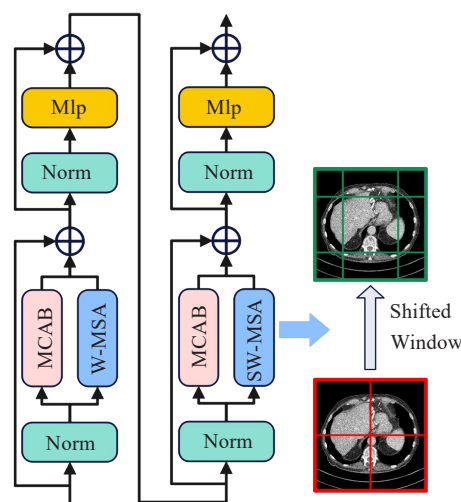 Mlp
Norm
MCAB
W-MSA
Norm
Mlp
Norm
MCAB
SW-MSA
Norm
Shifted
Window